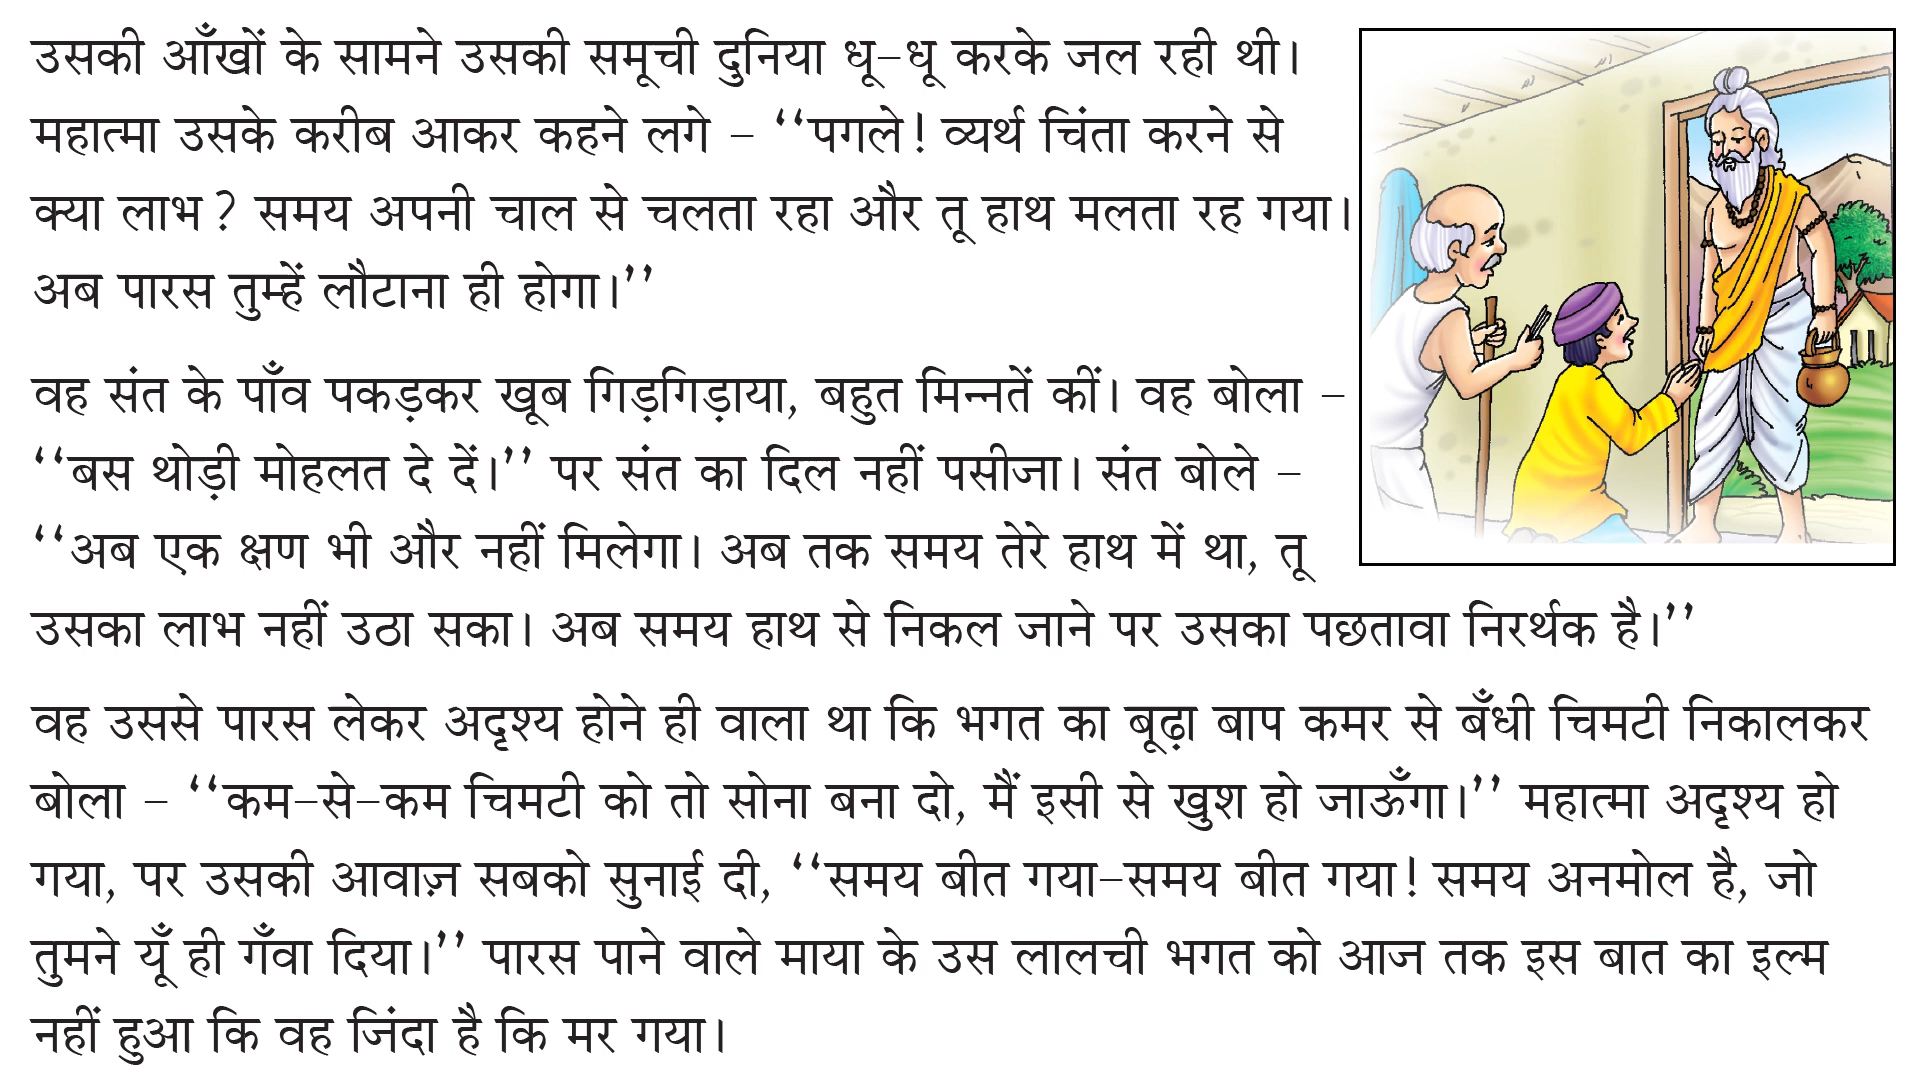 उसकी आँखों के सामने उसकी समूची दुनिया धू-धू करके जल रही थी।
महात्मा उसके करीब आकर कहने लगे – ‘‘पगले! व्यर्थ चिंता करने से
क्या लाभ? समय अपनी चाल से चलता रहा और तू हाथ मलता रह गया।
अब पारस तुम्हें लौटाना ही होगा।’’
वह संत के पाँव पकड़कर खूब गिड़गिड़ाया, बहुत मिन्नतें कीं। वह बोला –
‘‘बस थोड़ी मोहलत दे दें।’’ पर संत का दिल नहीं पसीजा। संत बोले –
‘‘अब एक क्षण भी और नहीं मिलेगा। अब तक समय तेरे हाथ में था, तू
उसका लाभ नहीं उठा सका। अब समय हाथ से निकल जाने पर उसका पछतावा निरर्थक है।’’
वह उससे पारस लेकर अदृश्य होने ही वाला था कि भगत का बूढ़ा बाप कमर से बँधी चिमटी निकालकर
बोला – ‘‘कम-से-कम चिमटी को तो सोना बना दो, मैं इसी से खुश हो जाऊँगा।’’ महात्मा अदृश्य हो
गया, पर उसकी आवाज़ सबको सुनाई दी, ‘‘समय बीत गया-समय बीत गया! समय अनमोल है, जो
तुमने यूँ ही गँवा दिया।’’ पारस पाने वाले माया के उस लालची भगत को आज तक इस बात का इल्म
नहीं हुआ कि वह जिंदा है कि मर गया।